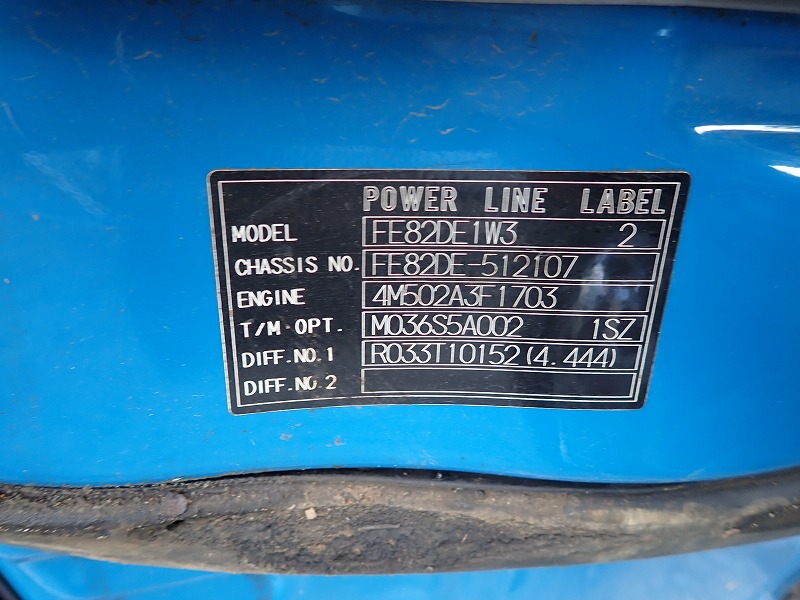 POWER LINE LABEL
MODEL FE82DE1W3 2
CHASSIS NO. FE82DE-512107
ENGINE 4M502A3F1703
T/M·OPT. M036S5A002 1SZ
DIFF.NO.1 R033T10152(4.444)
DIFF.NO.2